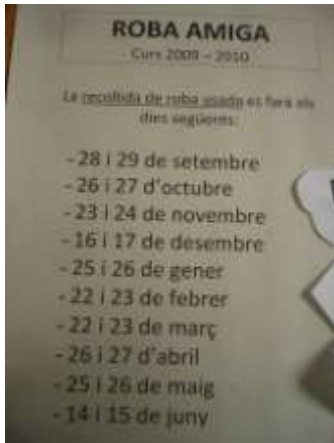 ROBA AMIGA
Curs 2009 – 2010
La recollida de roba usada es farà els
dies següents:
- 28 i 29 de setembre
- 26 i 27 d'octubre
- 23 i 24 de novembre
- 16 i 17 de desembre
- 25 i 26 de gener
- 22 i 23 de febrer
- 22 i 23 de març
- 26 i 27 d'abril
- 25 i 26 de maig
- 14 i 15 de juny